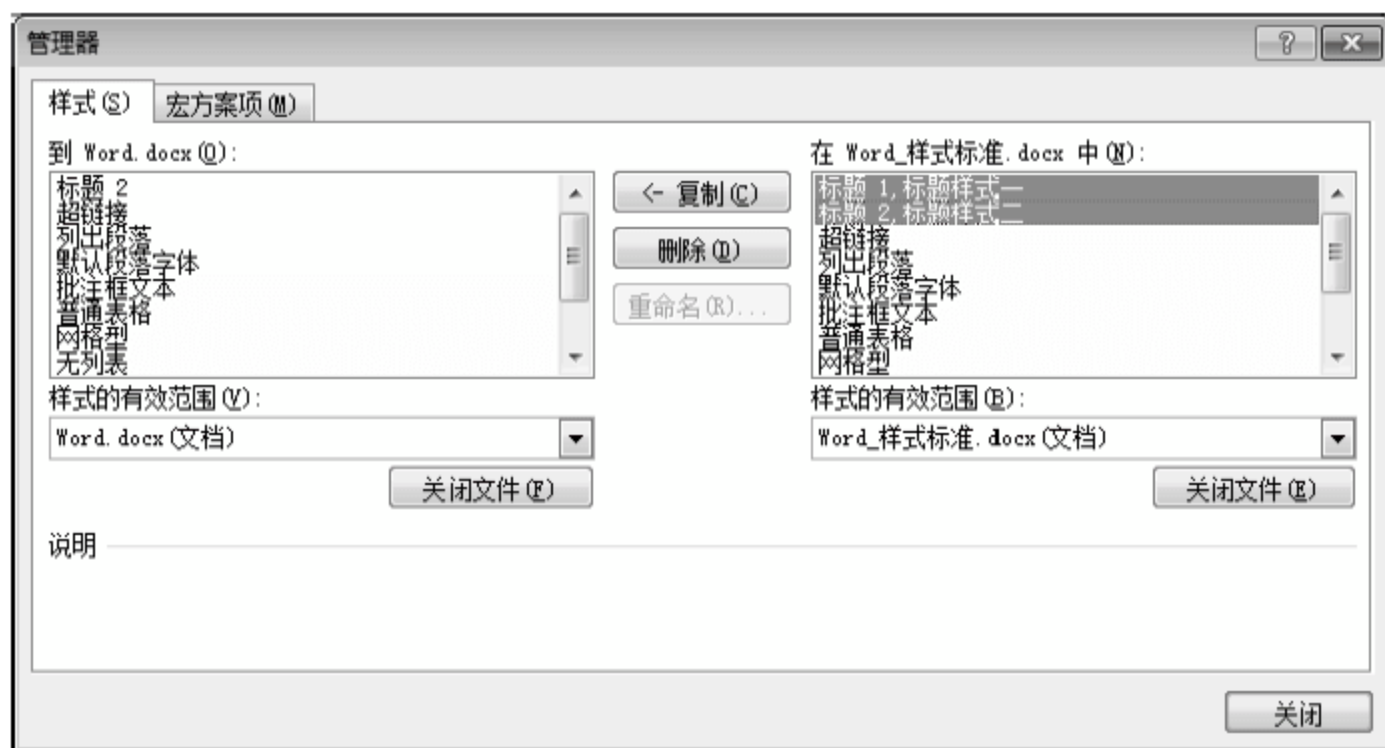 管理器
样式(S) 宏方案项(M)
到 Word.docx(O):
标题 2
超链接
列出段落
默认段落字体
批注框文本
普通表格
网格型
无列表
样式的有效范围(V):
Word.docx(文档)
关闭文件(F)
<- 复制(C)
删除(D)
重命名(R)...
在 Word_样式标准.docx 中(N):
标题 1,标题样式一
标题 2,标题样式二
超链接
列出段落
默认段落字体
批注框文本
普通表格
网格型
样式的有效范围(B):
Word_样式标准.docx(文档)
关闭文件(E)
说明
关闭